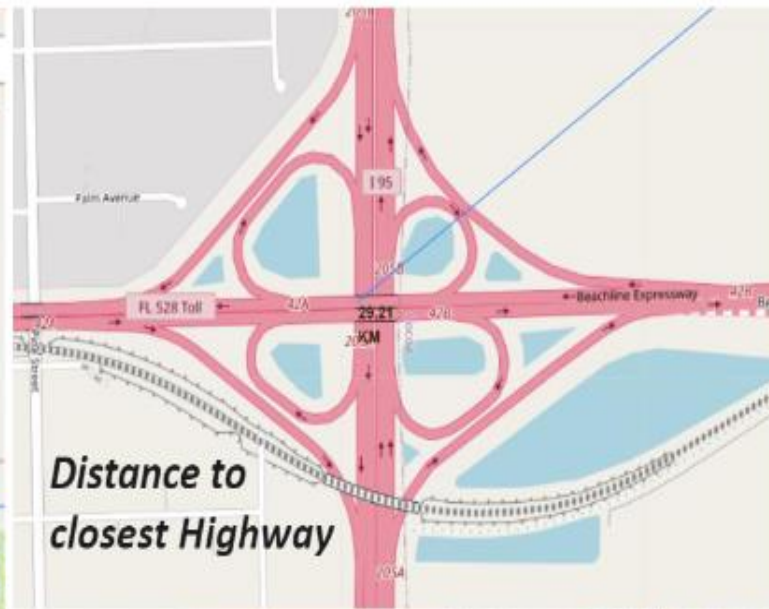 205B
I 95
Palm Avenue
205B
FL 528 Toll
42A
42B
Beachline Expressway
42B
29.21
KM
Distance to
closest Highway
205A